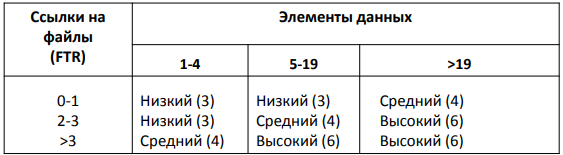 Ссылки на файлы (FTR) Элементы данных
1-4 5-19 >19
0-1 Низкий (3) Низкий (3) Средний (4)
2-3 Низкий (3) Средний (4) Высокий (6)
>3 Средний (4) Высокий (6) Высокий (6)